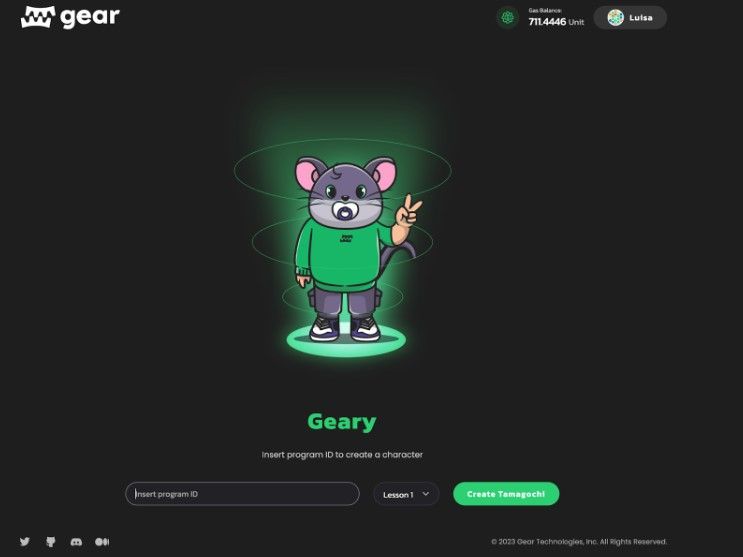 gear
Gas Balance:
711.4446 Unit
Luisa
Geary
Insert program ID to create a character
Insert program ID
Lesson 1
Create Tamagochi
© 2023 Gear Technologies, Inc. All Rights Reserved.